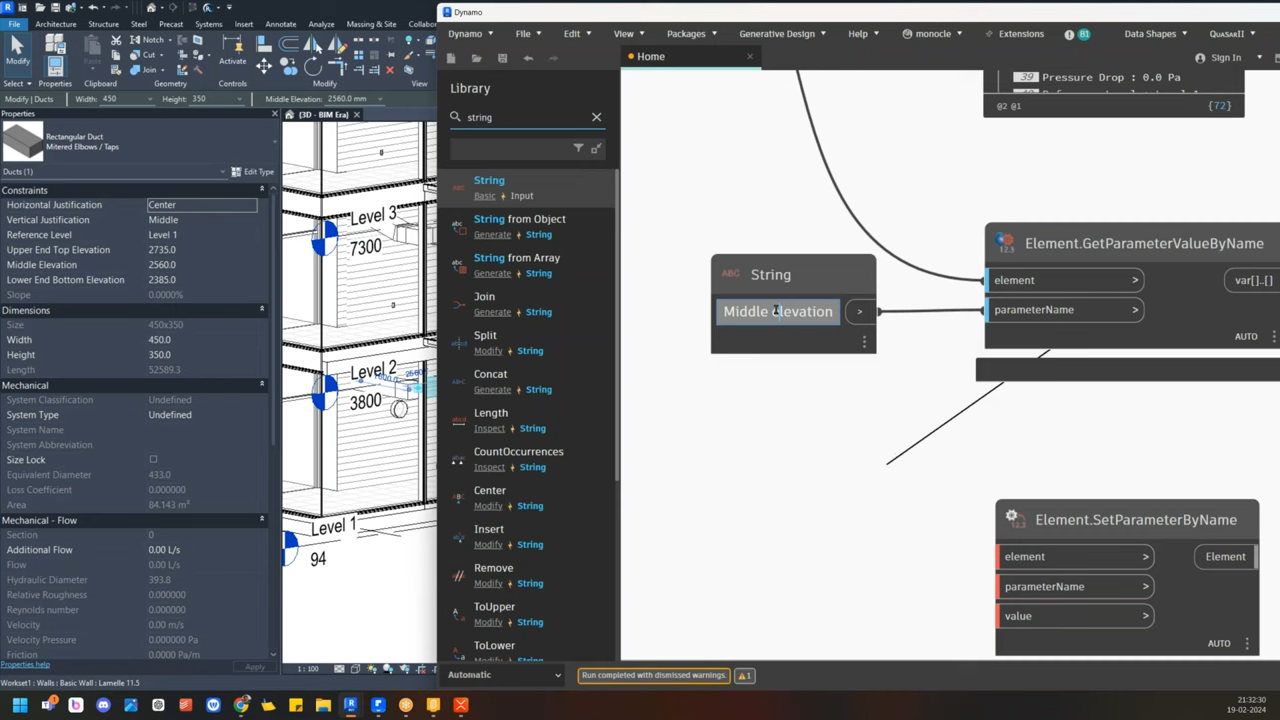 Dynamo
File
Architecture
Structure
Steel
Precast
Systems
Insert
Annotate
Analyze
Massing & Site
Dynamo
File
Edit
View
Packages
Generative Design
Help
monocle
Extensions
81
Data Shapes
QUASARII
Modify
Paste
Notch
Cut
Join
Activate
Home
Sign In
Select
Properties
Clipboard
Geometry
Modify
View
Modify | Ducts
Width: 450
Height: 350
Middle Elevation: 2560.0 mm
Library
39 Pressure Drop : 0.0 Pa
@2 @1
{72}
Properties
{3D - BIM Era}
string
Rectangular Duct
Mitered Elbows / Taps
Ducts (1)
Edit Type
Constraints
Horizontal Justification Center
Vertical Justification Middle
Reference Level Level 1
Upper End Top Elevation 2735.0
Middle Elevation 2560.0
Lower End Bottom Elevation 2385.0
Slope 0.0000%
Dimensions
Size 450x350
Width 450.0
Height 350.0
Length 52589.3
Mechanical
System Classification Undefined
System Type Undefined
System Name
System Abbreviation
Size Lock
Equivalent Diameter 433.0
Loss Coefficient 0.000000
Area 84.143 m²
Mechanical - Flow
Section 0
Additional Flow 0.00 L/s
Flow 0.00 L/s
Hydraulic Diameter 393.8
Relative Roughness 0.000000
Reynolds number 0.000000
Velocity 0.00 m/s
Velocity Pressure 0.000000 Pa
Friction 0.0000 Pa/m
Properties help
Apply
Level 3
7300
Level 2
3800
Level 1
94
1 : 100
String
Basic Input
String from Object
Generate String
String from Array
Generate String
Join
Generate String
Split
Modify String
Concat
Generate String
Length
Inspect String
CountOccurrences
Inspect String
Center
Modify String
Insert
Modify String
Remove
Modify String
ToUpper
Modify String
ToLower
ABC String
Middle Elevation >
12.3 Element.GetParameterValueByName
element > var[]..[]
parameterName >
AUTO
12.3 Element.SetParameterByName
element > Element
parameterName >
value >
AUTO
Automatic
Run completed with dismissed warnings.
1
Workset1 : Walls : Basic Wall : Lamelle 11.5
21:32:30
19-02-2024